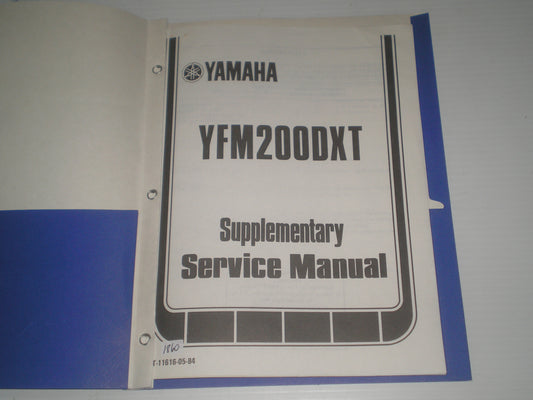 YAMAHA
YFM200DXT
Supplementary
Service Manual
1860
T-11616-05-84